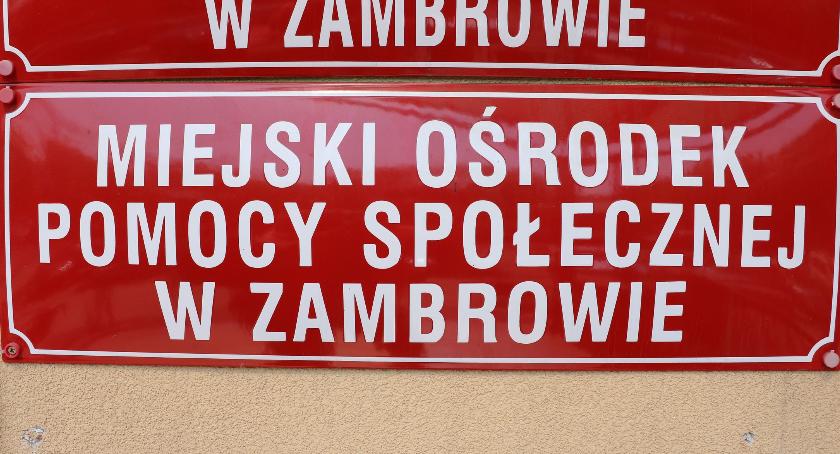 W ZAMBROWIE
MIEJSKI OŚRODEK
POMOCY SPOŁECZNEJ
W ZAMBROWIE